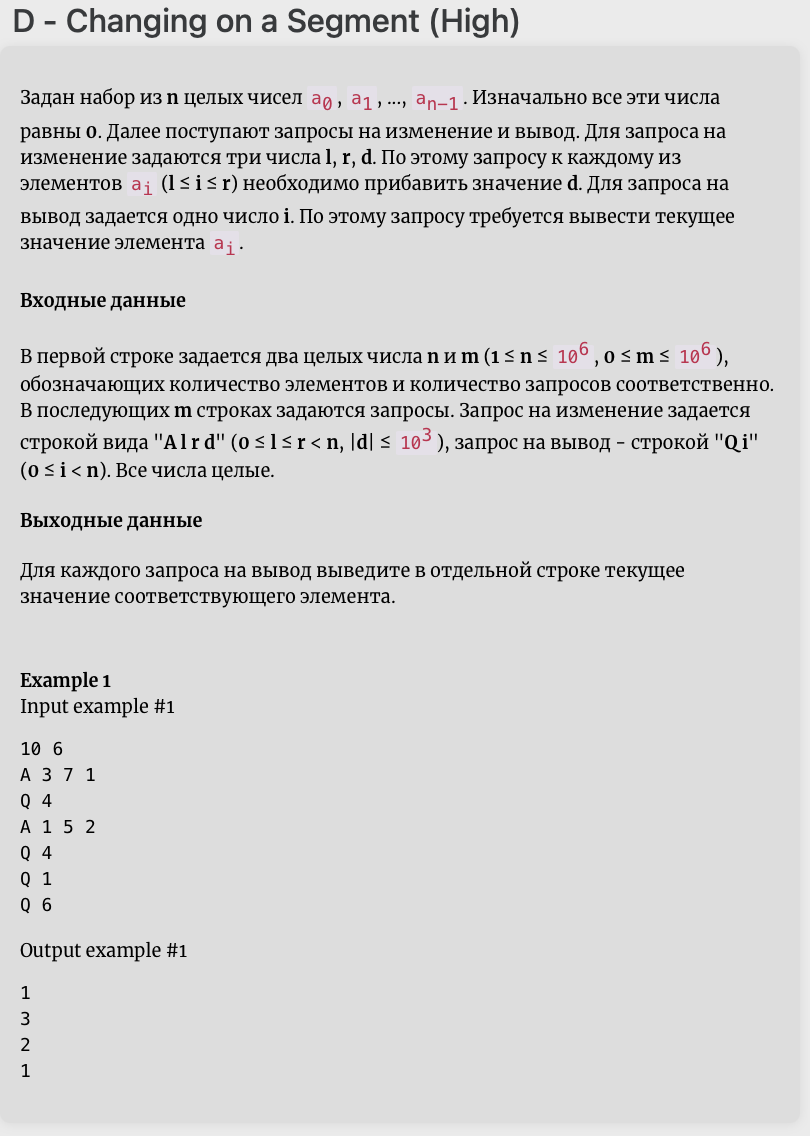 D - Changing on a Segment (High)
Задан набор из n целых чисел a0, a1, ..., an−1. Изначально все эти числа
равны 0. Далее поступают запросы на изменение и вывод. Для запроса на
изменение задаются три числа l, r, d. По этому запросу к каждому из
элементов ai (l ≤ i ≤ r) необходимо прибавить значение d. Для запроса на
вывод задается одно число i. По этому запросу требуется вывести текущее
значение элемента ai.
Входные данные
В первой строке задается два целых числа n и m (1 ≤ n ≤ 10^6, 0 ≤ m ≤ 10^6),
обозначающих количество элементов и количество запросов соответственно.
В последующих m строках задаются запросы. Запрос на изменение задается
строкой вида "A l r d" (0 ≤ l ≤ r < n, |d| ≤ 10^3), запрос на вывод - строкой "Q i"
(0 ≤ i < n). Все числа целые.
Выходные данные
Для каждого запроса на вывод выведите в отдельной строке текущее
значение соответствующего элемента.
Example 1
Input example #1
10 6
A 3 7 1
Q 4
A 1 5 2
Q 4
Q 1
Q 6
Output example #1
1
3
2
1